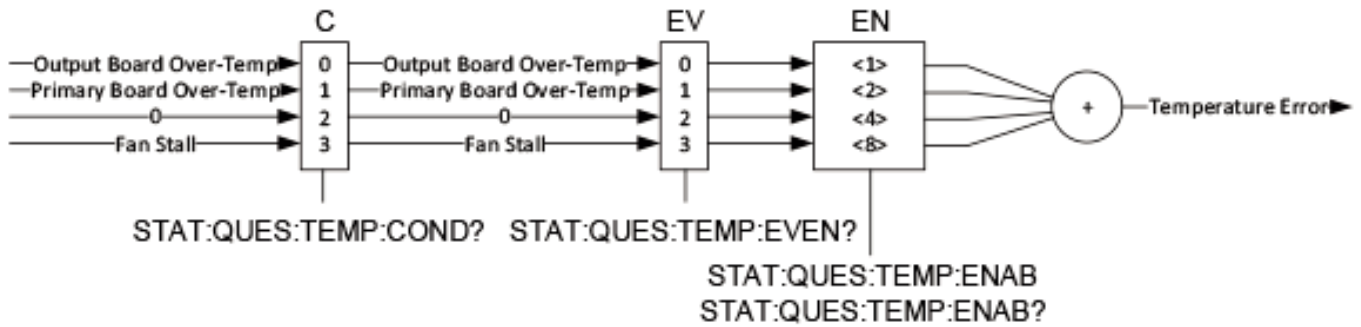 C EV EN
Output Board Over-Temp 0 Output Board Over-Temp 0 <1>
Primary Board Over-Temp 1 Primary Board Over-Temp 1 <2>
0 2 0 2 <4>
Fan Stall 3 Fan Stall 3 <8>
+ Temperature Error
STAT:QUES:TEMP:COND? STAT:QUES:TEMP:EVEN?
STAT:QUES:TEMP:ENAB
STAT:QUES:TEMP:ENAB?